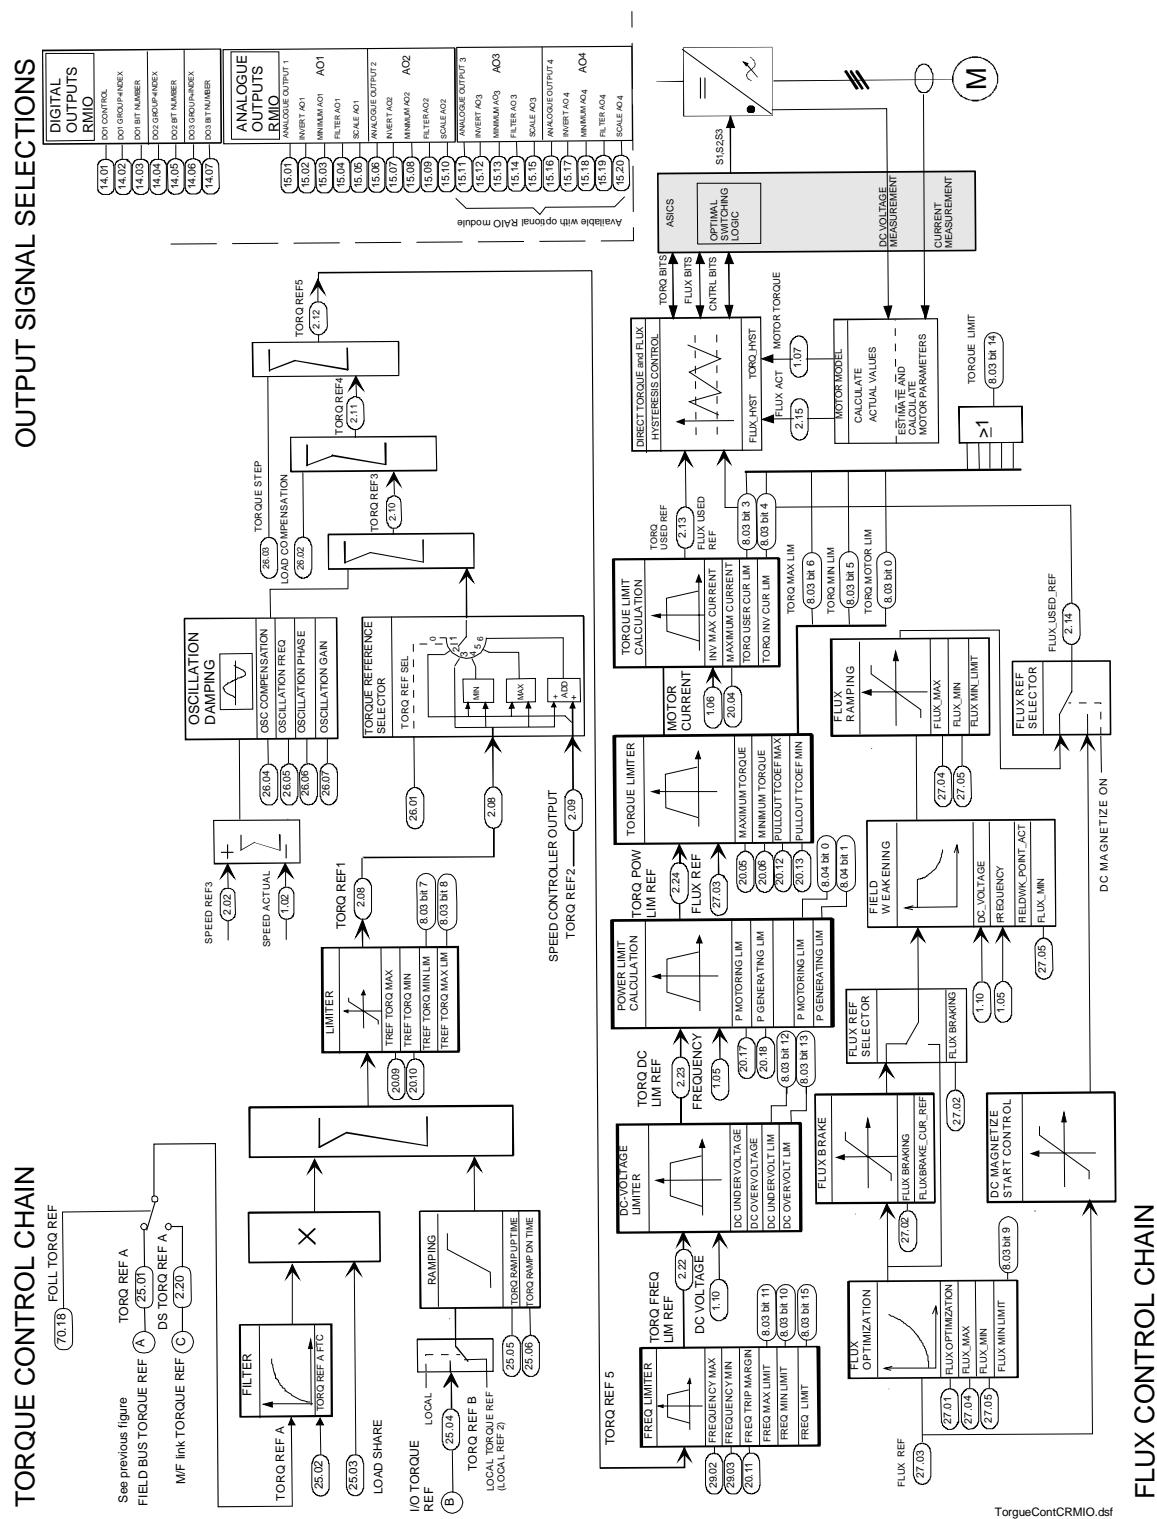 TORQUE CONTROL CHAIN
OUTPUT SIGNAL SELECTIONS
FLUX CONTROL CHAIN
70.18
FOLL TORQ REF
See previous figure
FIELD BUS TORQUE REF
A
TORQ REF A
25.01
DS TORQ REF A
M/F link TORQUE REF
C
2.20
FILTER
TORQ REF A FTC
TORQ REF A
25.02
25.03
LOAD SHARE
X
I/O TORQUE
REF
B
25.04
LOCAL
TORQ REF B
LOCAL TORQUE REF
(LOCAL REF 2)
RAMPING
TORQ RAMP UP TIME
TORQ RAMP DN TIME
25.05
25.06
LIMITER
TREF TORQ MAX
TREF TORQ MIN
TREF TORQ MIN LIM
TREF TORQ MAX LIM
20.09
20.10
8.03 bit 7
8.03 bit 8
TORQ REF1
2.08
SPEED REF3
2.02
SPEED ACTUAL
1.02
+
−
OSCILLATION
DAMPING
OSC COMPENSATION
OSCILLATION FREQ
OSCILLATION PHASE
OSCILLATION GAIN
26.04
26.05
26.06
26.07
TORQUE REFERENCE
SELECTOR
TORQ REF SEL
0
1
2
3
4
5
6
MIN
MAX
ADD
+
+
26.01
2.08
2.09
SPEED CONTROLLER OUTPUT
TORQ REF2
26.03
TORQUE STEP
26.02
LOAD COMPENSATION
2.10
TORQ REF3
2.11
TORQ REF4
2.12
TORQ REF5
DIGITAL
OUTPUTS
RMIO
DO1 CONTROL
DO1 GROUP+INDEX
DO1 BIT NUMBER
DO2 GROUP+INDEX
DO2 BIT NUMBER
DO3 GROUP+INDEX
DO3 BIT NUMBER
14.01
14.02
14.03
14.04
14.05
14.06
14.07
ANALOGUE
OUTPUTS
RMIO
ANALOGUE OUTPUT 1
INVERT AO1
MINIMUM AO1
FILTER AO1
SCALE AO1
AO1
ANALOGUE OUTPUT 2
INVERT AO2
MINIMUM AO2
FILTER AO2
SCALE AO2
AO2
ANALOGUE OUTPUT 3
INVERT AO3
MINIMUM AO3
FILTER AO3
SCALE AO3
AO3
ANALOGUE OUTPUT 4
INVERT AO4
MINIMUM AO4
FILTER AO4
SCALE AO4
AO4
15.01
15.02
15.03
15.04
15.05
15.06
15.07
15.08
15.09
15.10
15.11
15.12
15.13
15.14
15.15
15.16
15.17
15.18
15.19
15.20
Available with optional RAIO module
TORQ REF 5
FREQ LIMITER
FREQUENCY MAX
FREQUENCY MIN
FREQ TRIP MARGIN
FREQ MAX LIMIT
FREQ MIN LIMIT
FREQ LIMIT
29.02
29.03
20.11
8.03 bit 11
8.03 bit 10
8.03 bit 15
TORQ FREQ
LIM REF
2.22
DC VOLTAGE
1.10
DC-VOLTAGE
LIMITER
DC UNDERVOLTAGE
DC OVERVOLTAGE
DC UNDERVOLT LIM
DC OVERVOLT LIM
8.03 bit 12
8.03 bit 13
TORQ DC
LIM REF
2.23
FREQUENCY
1.05
POWER LIMIT
CALCULATION
P MOTORING LIM
P GENERATING LIM
P MOTORING LIM
P GENERATING LIM
20.17
20.18
8.04 bit 0
8.04 bit 1
TORQ POW
LIM REF
2.24
FLUX REF
27.03
TORQUE LIMITER
MAXIMUM TORQUE
MINIMUM TORQUE
PULLOUT TCOEF MAX
PULLOUT TCOEF MIN
20.05
20.06
20.12
20.13
MOTOR
CURRENT
1.06
20.04
TORQUE LIMIT
CALCULATION
INV MAX CURRENT
MAXIMUM CURRENT
TORQ USER CUR LIM
TORQ INV CUR LIM
8.03 bit 3
8.03 bit 4
TORQ MAX LIM
8.03 bit 6
TORQ MIN LIM
8.03 bit 5
TORQ MOTOR LIM
8.03 bit 0
TORQ
USED REF
2.13
FLUX USED
REF
DIRECT TORQUE and FLUX
HYSTERESIS CONTROL
FLUX_HYST
TORQ_HYST
TORQ BITS
FLUX BITS
CNTRL BITS
FLUX ACT
2.15
MOTOR TORQUE
1.07
MOTOR MODEL
CALCULATE
ACTUAL VALUES
ESTIMATE AND
CALCULATE
MOTOR PARAMETERS
ASICS
OPTIMAL
SWITCHING
LOGIC
DC VOLTAGE
MEASUREMENT
CURRENT
MEASUREMENT
S1,S2,S3
M
≥1
TORQUE LIMIT
8.03 bit 14
FLUX REF
27.03
FLUX
OPTIMIZATION
FLUX OPTIMIZATION
FLUX_MAX
FLUX_MIN
FLUX MIN LIMIT
27.01
27.04
27.05
8.03 bit 9
FLUX BRAKE
FLUX BRAKING
FLUXBRAKE_CUR_REF
27.02
FLUX REF
SELECTOR
FLUX BRAKING
27.02
DC MAGNETIZE
START CONTROL
FIELD
WEAKENING
DC_VOLTAGE
FREQUENCY
FIELDWK_POINT_ACT
FLUX_MIN
1.10
1.05
27.05
FLUX
RAMPING
FLUX_MAX
FLUX_MIN
FLUX MIN_LIMIT
27.04
27.05
FLUX REF
SELECTOR
DC MAGNETIZE ON
FLUX_USED_REF
2.14
TorgueContCRMIO.dsf